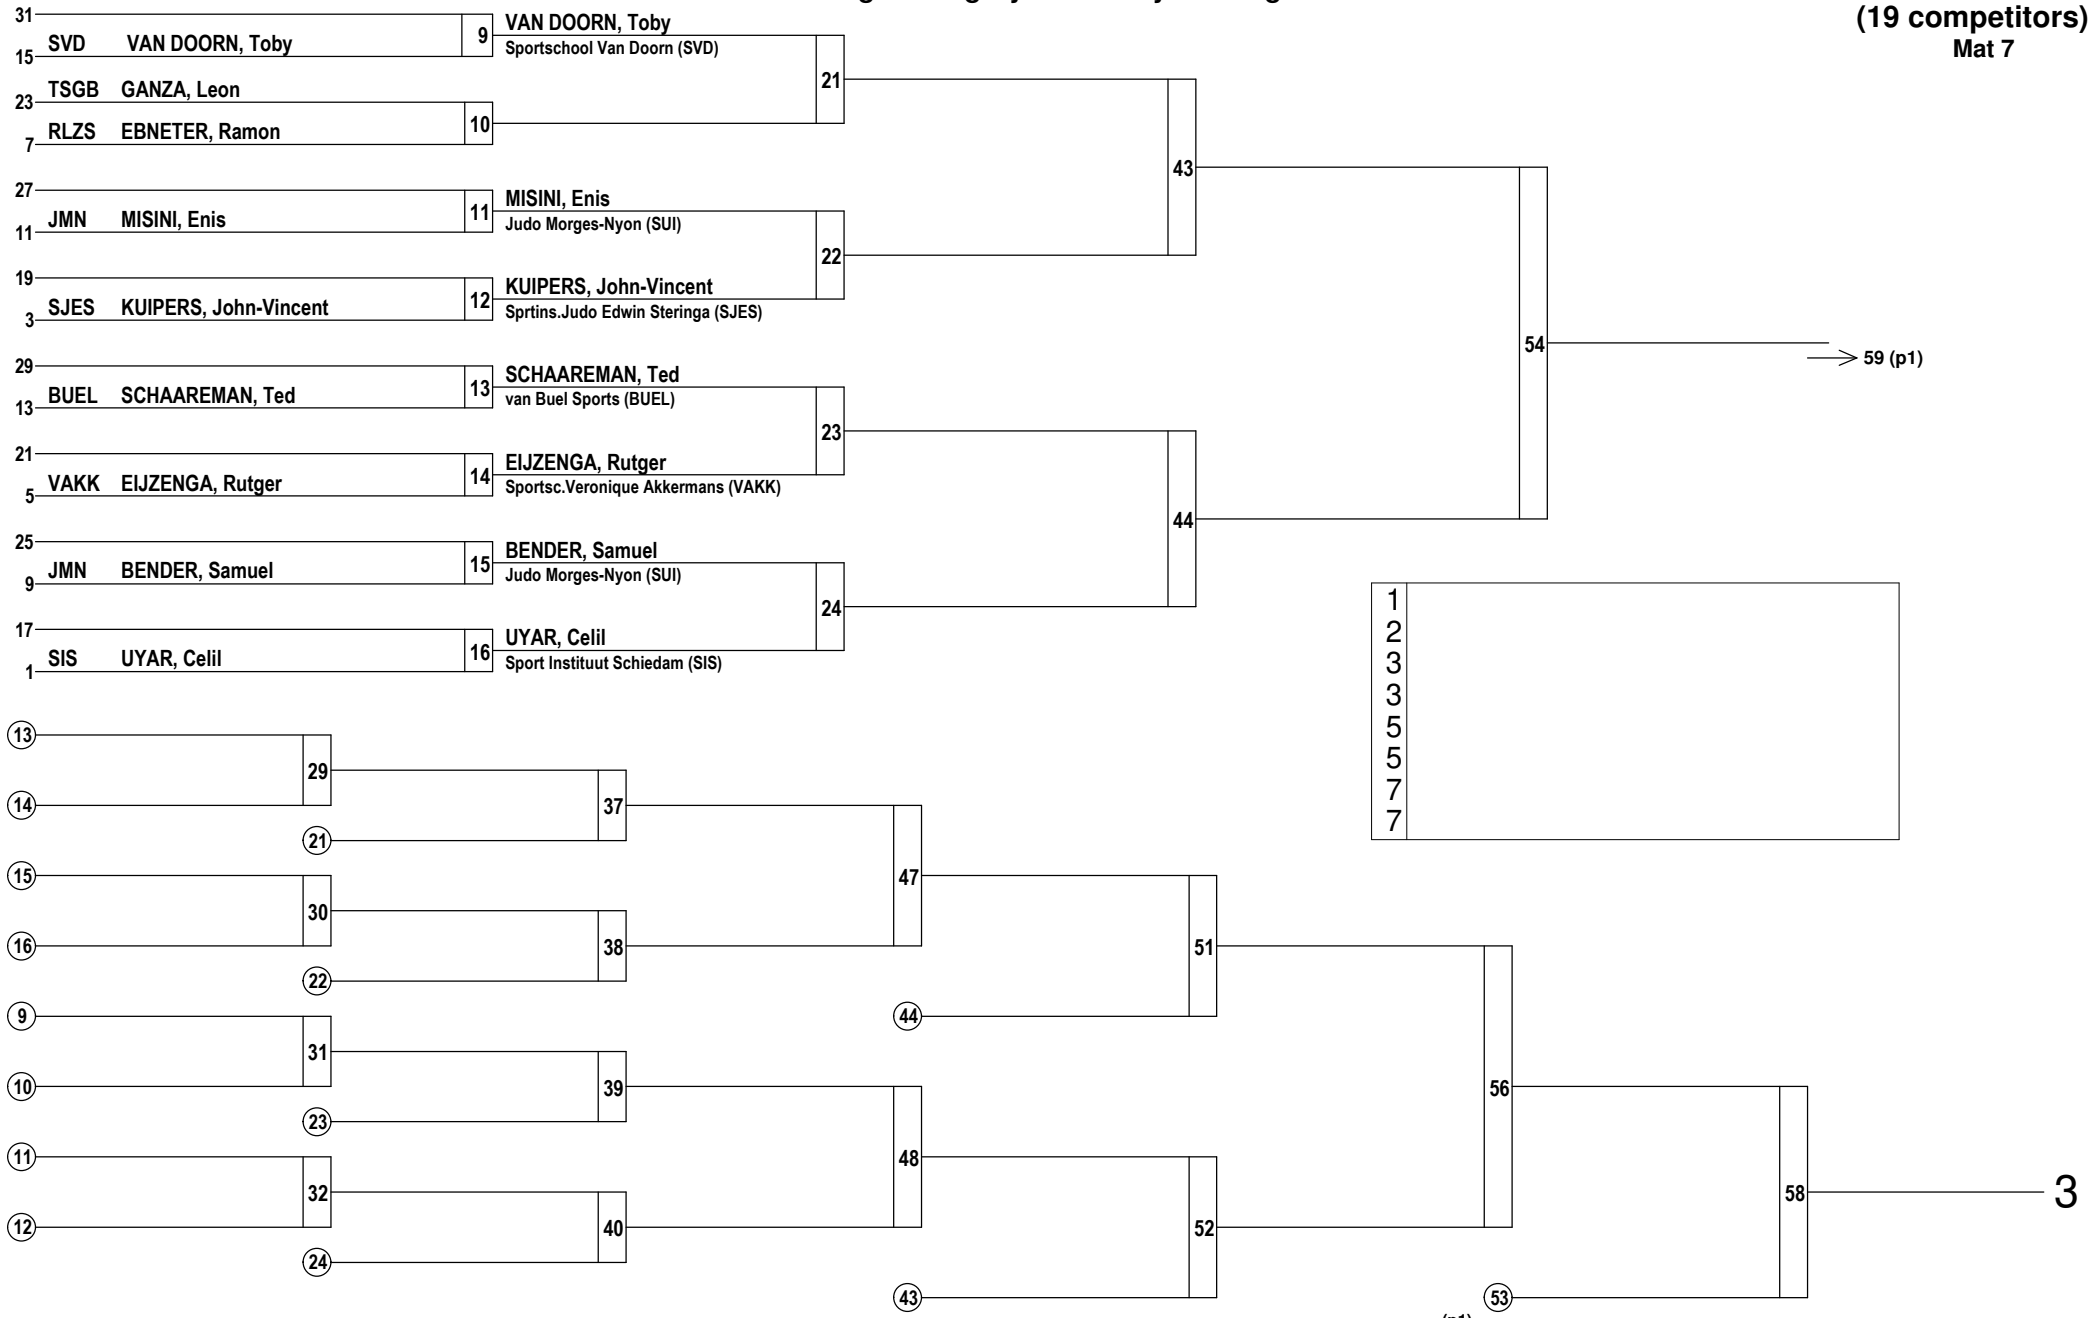 (19 competitors)
Mat 7
31
15 SVD VAN DOORN, Toby
9
VAN DOORN, Toby
Sportschool Van Doorn (SVD)
23 TSGB GANZA, Leon
7 RLZS EBNETER, Ramon
10
21
27
11 JMN MISINI, Enis
11
MISINI, Enis
Judo Morges-Nyon (SUI)
19
3 SJES KUIPERS, John-Vincent
12
KUIPERS, John-Vincent
Sprtins.Judo Edwin Steringa (SJES)
22
43
29
13 BUEL SCHAAREMAN, Ted
13
SCHAAREMAN, Ted
van Buel Sports (BUEL)
21
5 VAKK EIJZENGA, Rutger
14
EIJZENGA, Rutger
Sportsc.Veronique Akkermans (VAKK)
23
25
9 JMN BENDER, Samuel
15
BENDER, Samuel
Judo Morges-Nyon (SUI)
17
1 SIS UYAR, Celil
16
UYAR, Celil
Sport Instituut Schiedam (SIS)
24
44
54
59 (p1)
1
2
3
3
5
5
7
7
13
14
29
21
37
15
16
30
22
38
47
44
51
9
10
31
23
39
11
12
32
24
40
48
43
52
56
53
58
3